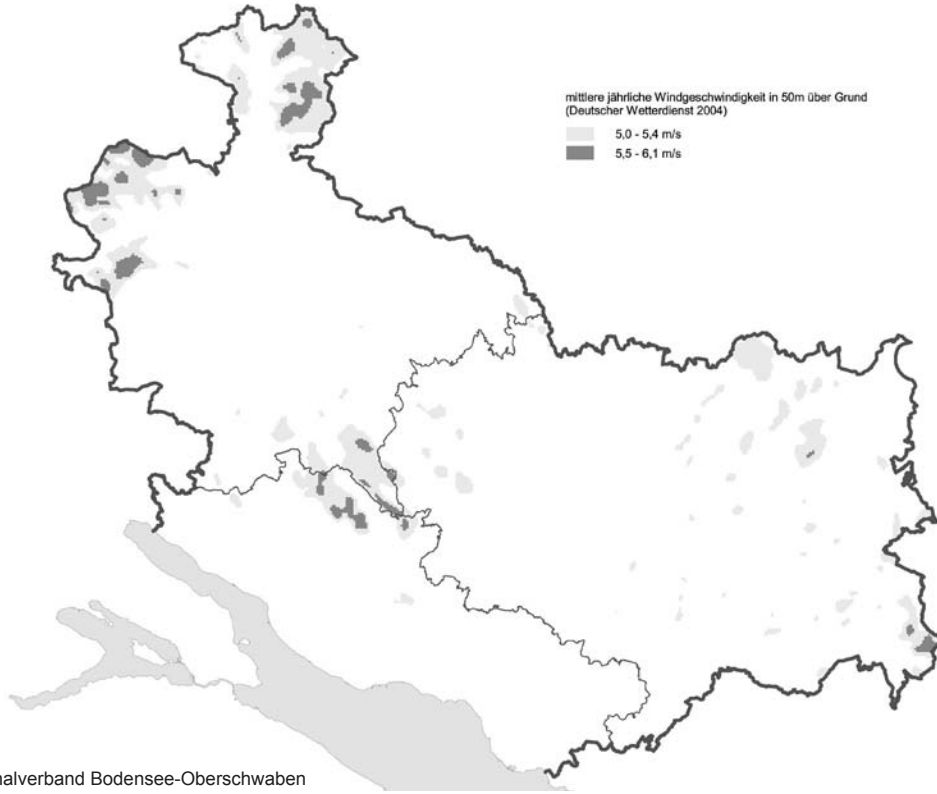 mittlere jährliche Windgeschwindigkeit in 50m über Grund
(Deutscher Wetterdienst 2004)
5,0 - 5,4 m/s
5,5 - 6,1 m/s
nalverband Bodensee-Oberschwaben